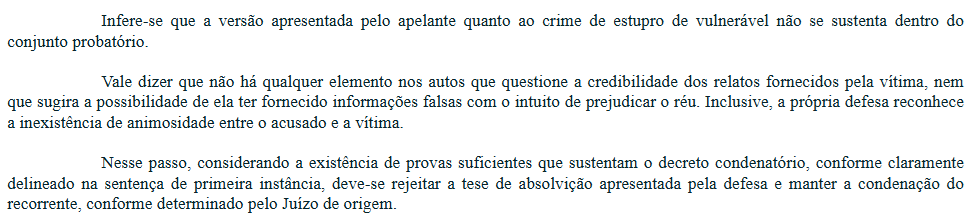 Infere-se que a versão apresentada pelo apelante quanto ao crime de estupro de vulnerável não se sustenta dentro do
conjunto probatório.
Vale dizer que não há qualquer elemento nos autos que questione a credibilidade dos relatos fornecidos pela vítima, nem
que sugira a possibilidade de ela ter fornecido informações falsas com o intuito de prejudicar o réu. Inclusive, a própria defesa reconhece
a inexistência de animosidade entre o acusado e a vítima.
Nesse passo, considerando a existência de provas suficientes que sustentam o decreto condenatório, conforme claramente
delineado na sentença de primeira instância, deve-se rejeitar a tese de absolvição apresentada pela defesa e manter a condenação do
recorrente, conforme determinado pelo Juízo de origem.